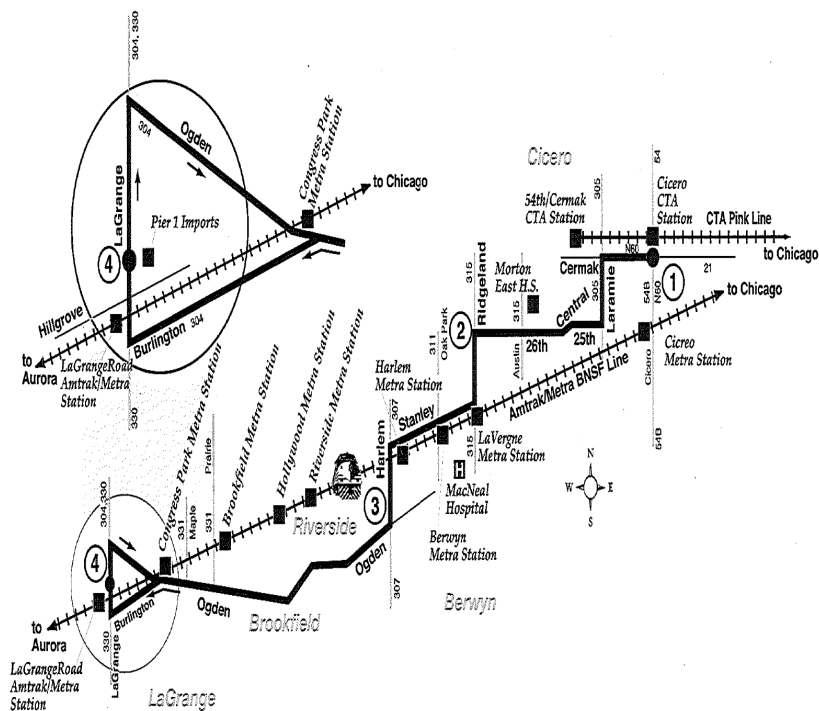 304, 330
304
Ogden
LaGrange
Pier 1 Imports
4
Hillgrove
Burlington
304
to
Aurora
LaGrangeRoad
Amtrak/Metra
Station
330
Congress Park
Metra Station
to Chicago
Cicero
54th/Cermak
CTA Station
305
54
Cicero
CTA
Station
CTA Pink Line
to Chicago
N60
Cermak
21
1
305
Laramie
54B
N60
to Chicago
315
Ridgeland
Morton
East H.S.
315
Central
25th
26th
Austin
2
311
Oak Park
Cicero
Cicreo
Metra Station
54B
Amtrak/Metra BNSF Line
Harlem
Metra Station
307
Stanley
Harlem
315
LaVergne
Metra Station
H
MacNeal
Hospital
Berwyn
Metra Station
N
W
E
S
3
307
Berwyn
Riverside
Congress Park Metra Station
331
Maple
331
Prairie
Brookfield Metra Station
Hollywood Metra Station
Riverside Metra Station
Ogden
Ogden
Brookfield
304, 330
4
Burlington
to
Aurora
330
LaGrange
LaGrangeRoad
Amtrak/Metra
Station
LaGrange